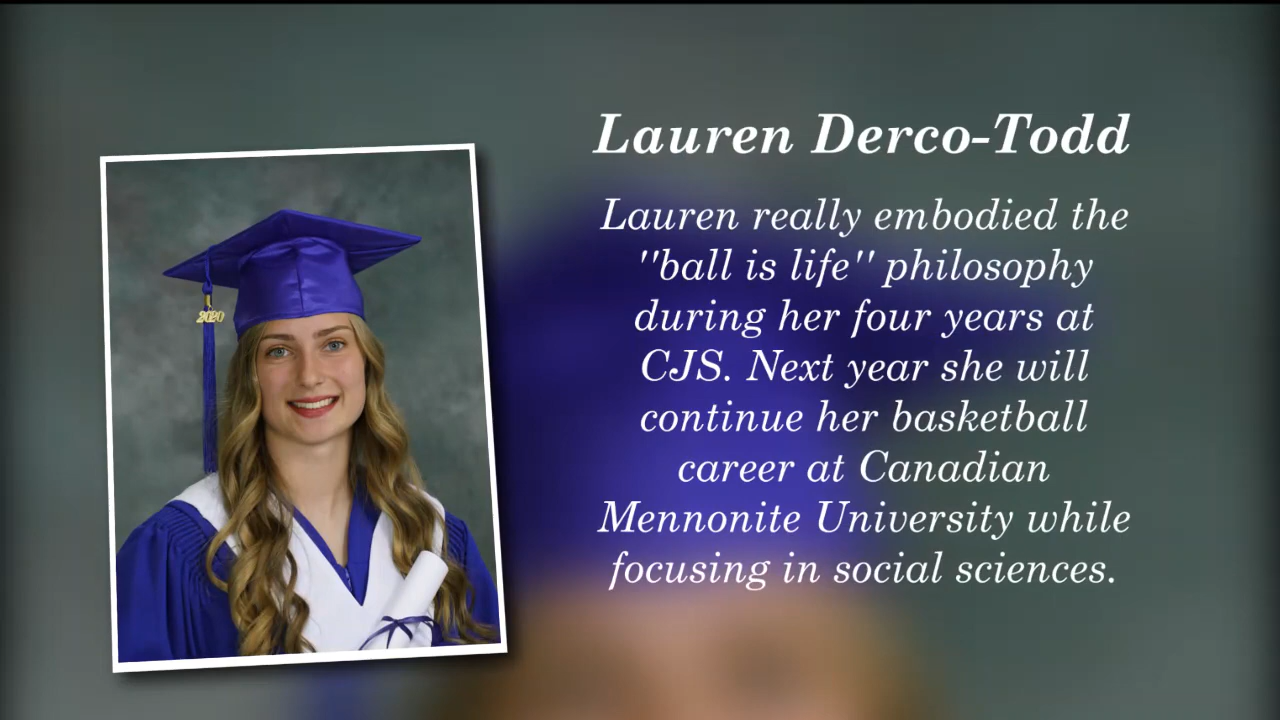 Lauren Derco-Todd
Lauren really embodied the
"ball is life" philosophy
during her four years at
CJS. Next year she will
continue her basketball
career at Canadian
Mennonite University while
focusing in social sciences.
2020